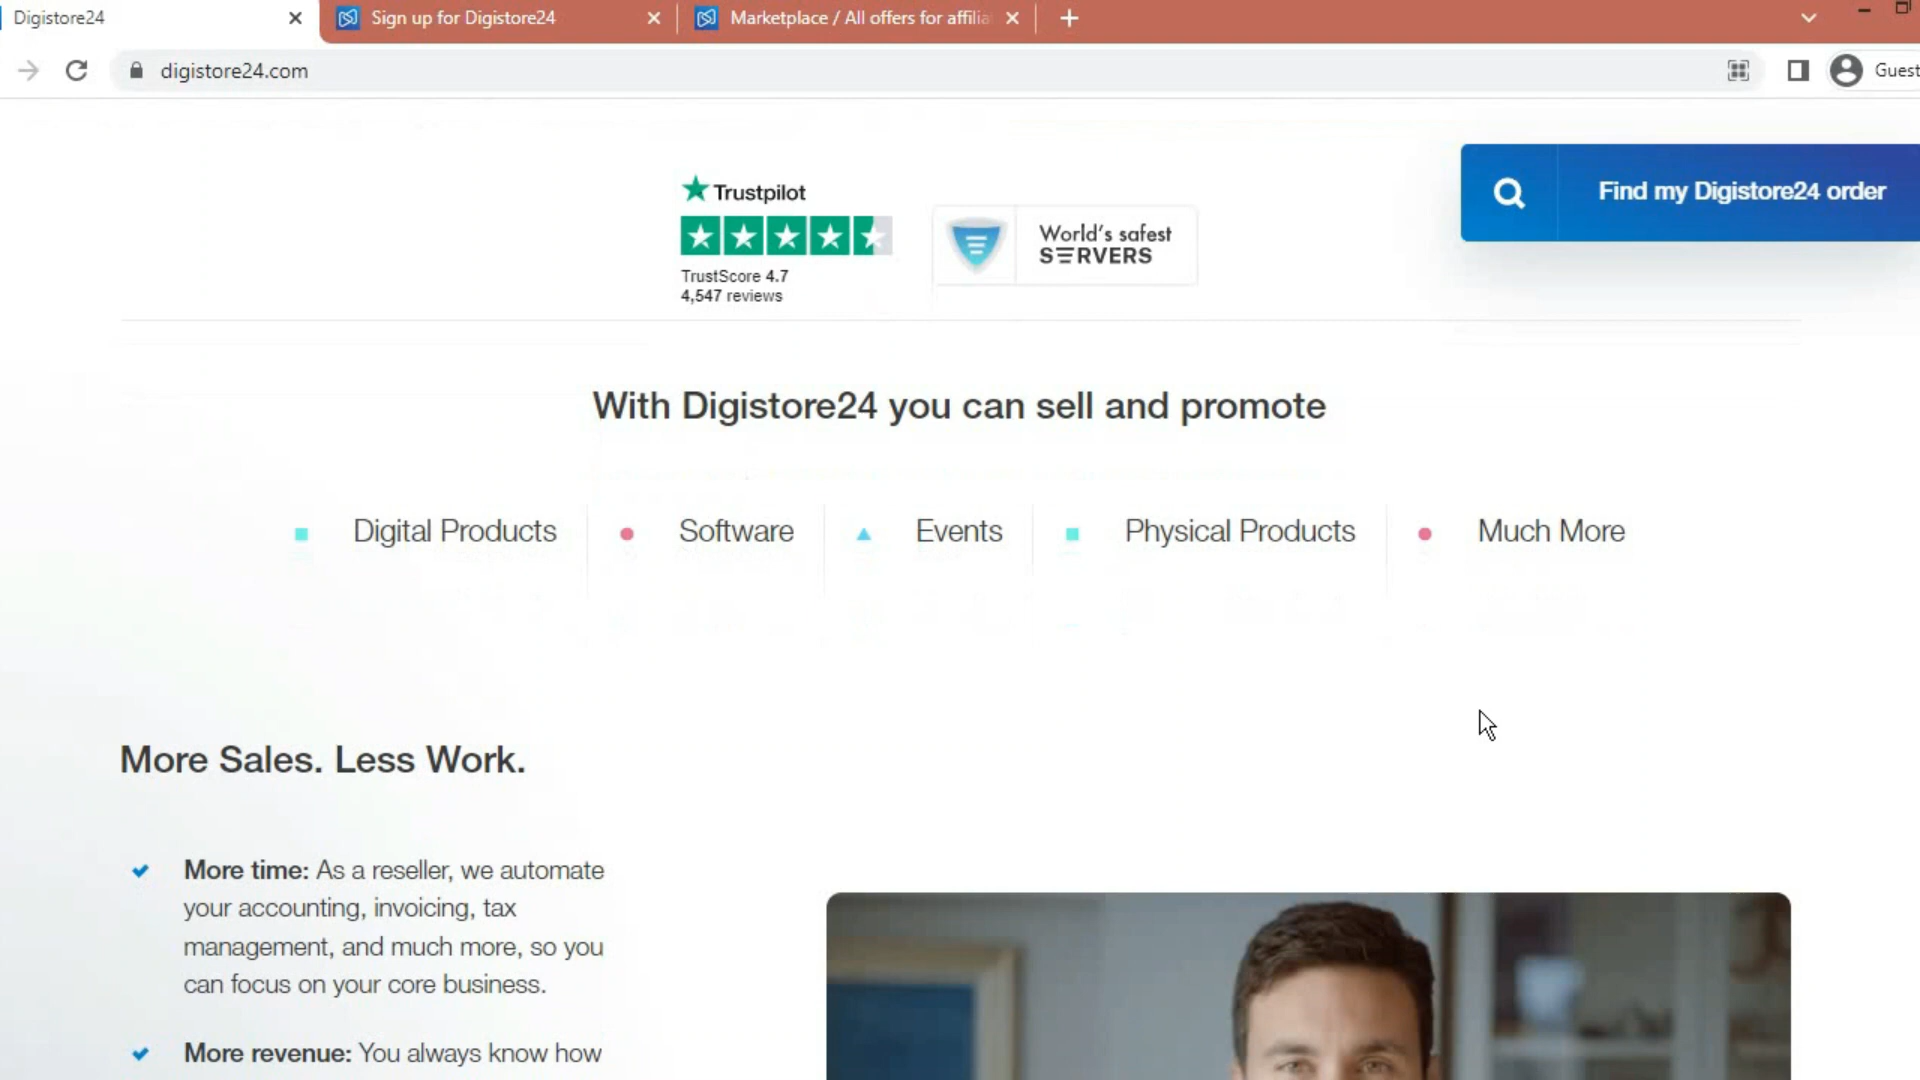 Digistore24
Sign up for Digistore24
Marketplace / All offers for affilia
digistore24.com
Guest
Trustpilot
TrustScore 4.7
4,547 reviews
World's safest
SERVERS
Find my Digistore24 order
With Digistore24 you can sell and promote
Digital Products
Software
Events
Physical Products
Much More
More Sales. Less Work.
More time: As a reseller, we automate
your accounting, invoicing, tax
management, and much more, so you
can focus on your core business.
More revenue: You always know how